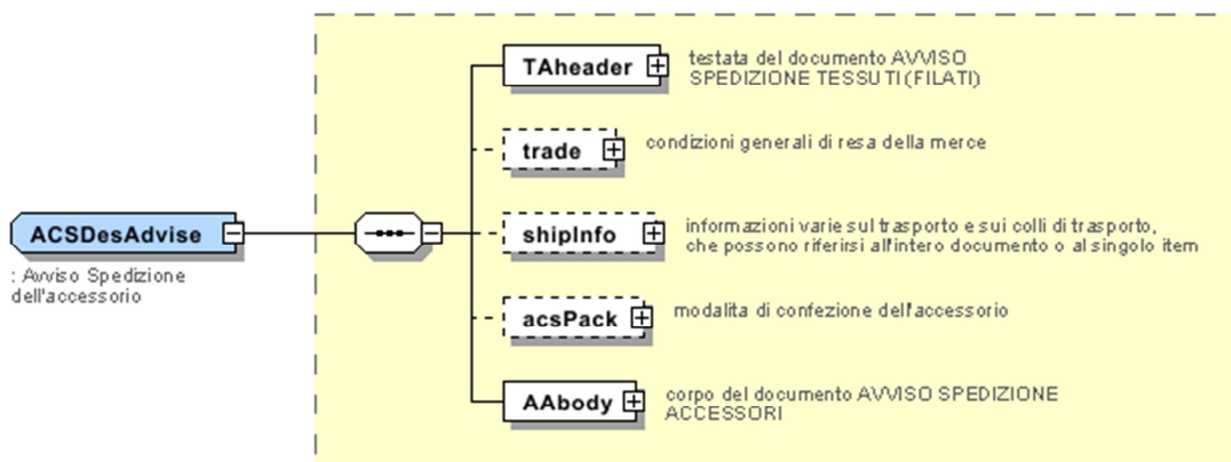 TAheader
testata del documento AVVISO
SPEDIZIONE TESSUTI (FILATI)
trade
condizioni generali di resa della merce
ACSDesAdvise
: Avviso Spedizione
dell'accessorio
shipInfo
informazioni varie sul trasporto e sui colli di trasporto,
che possono riferirsi all'intero documento o al singolo item
acsPack
modalita di confezione dell'accessorio
AAbody
corpo del documento AVVISO SPEDIZIONE
ACCESSORI